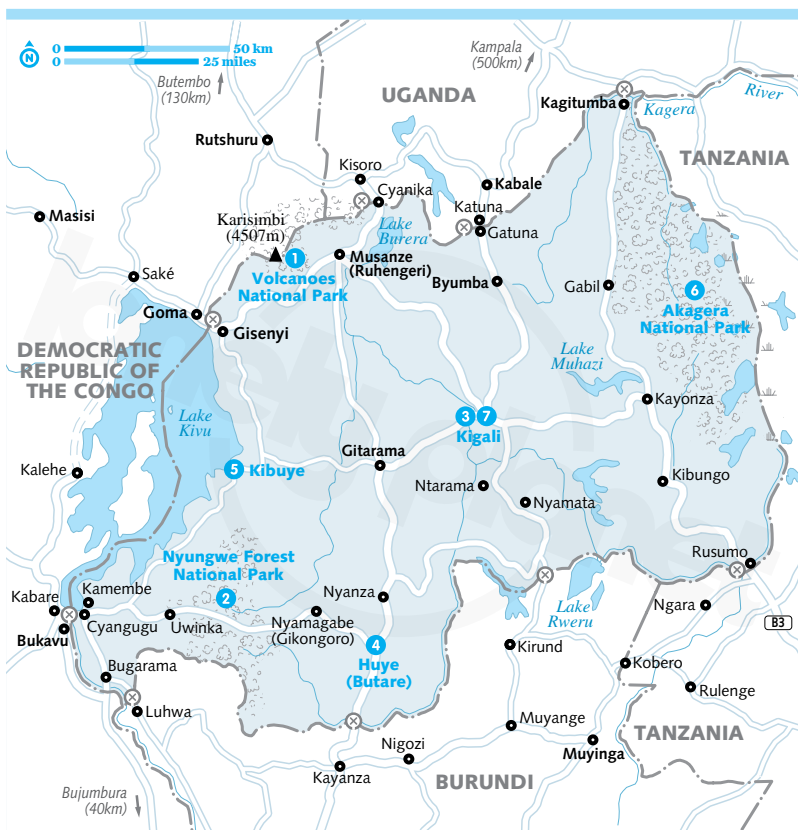 0 50 km
N
0 25 miles
Kampala
(500km)
Butembo
(130km)
UGANDA
Kagitumba
Kagera
River
Rutshuru
TANZANIA
Kisoro
Cyanika
Kabale
Masisi
Karisimbi
(4507m)
Lake
Burera
Katuna
Gatuna
1
Volcanoes
National Park
Musanze
(Ruhengeri)
Saké
Byumba
Gabil
6
Akagera
National Park
Goma
Gisenyi
DEMOCRATIC
REPUBLIC OF
THE CONGO
Lake
Muhazi
Lake
Kivu
3 7
Kigali
Kayonza
Gitarama
Kalehe
5 Kibuye
Ntarama
Nyamata
Kibungo
Nyungwe Forest
National Park
2
Rusumo
Kabare
Kamembe
Cyangugu
Bukavu
Uwinka
Nyanza
Nyamagabe
(Gikongoro)
Lake
Rweru
Ngara
B3
4
Huye
(Butare)
Kirund
Kobero
Bugarama
Rulenge
Luhwa
Muyange
TANZANIA
Nigozi
Muyinga
Kayanza
BURUNDI
Bujumbura
(40km)